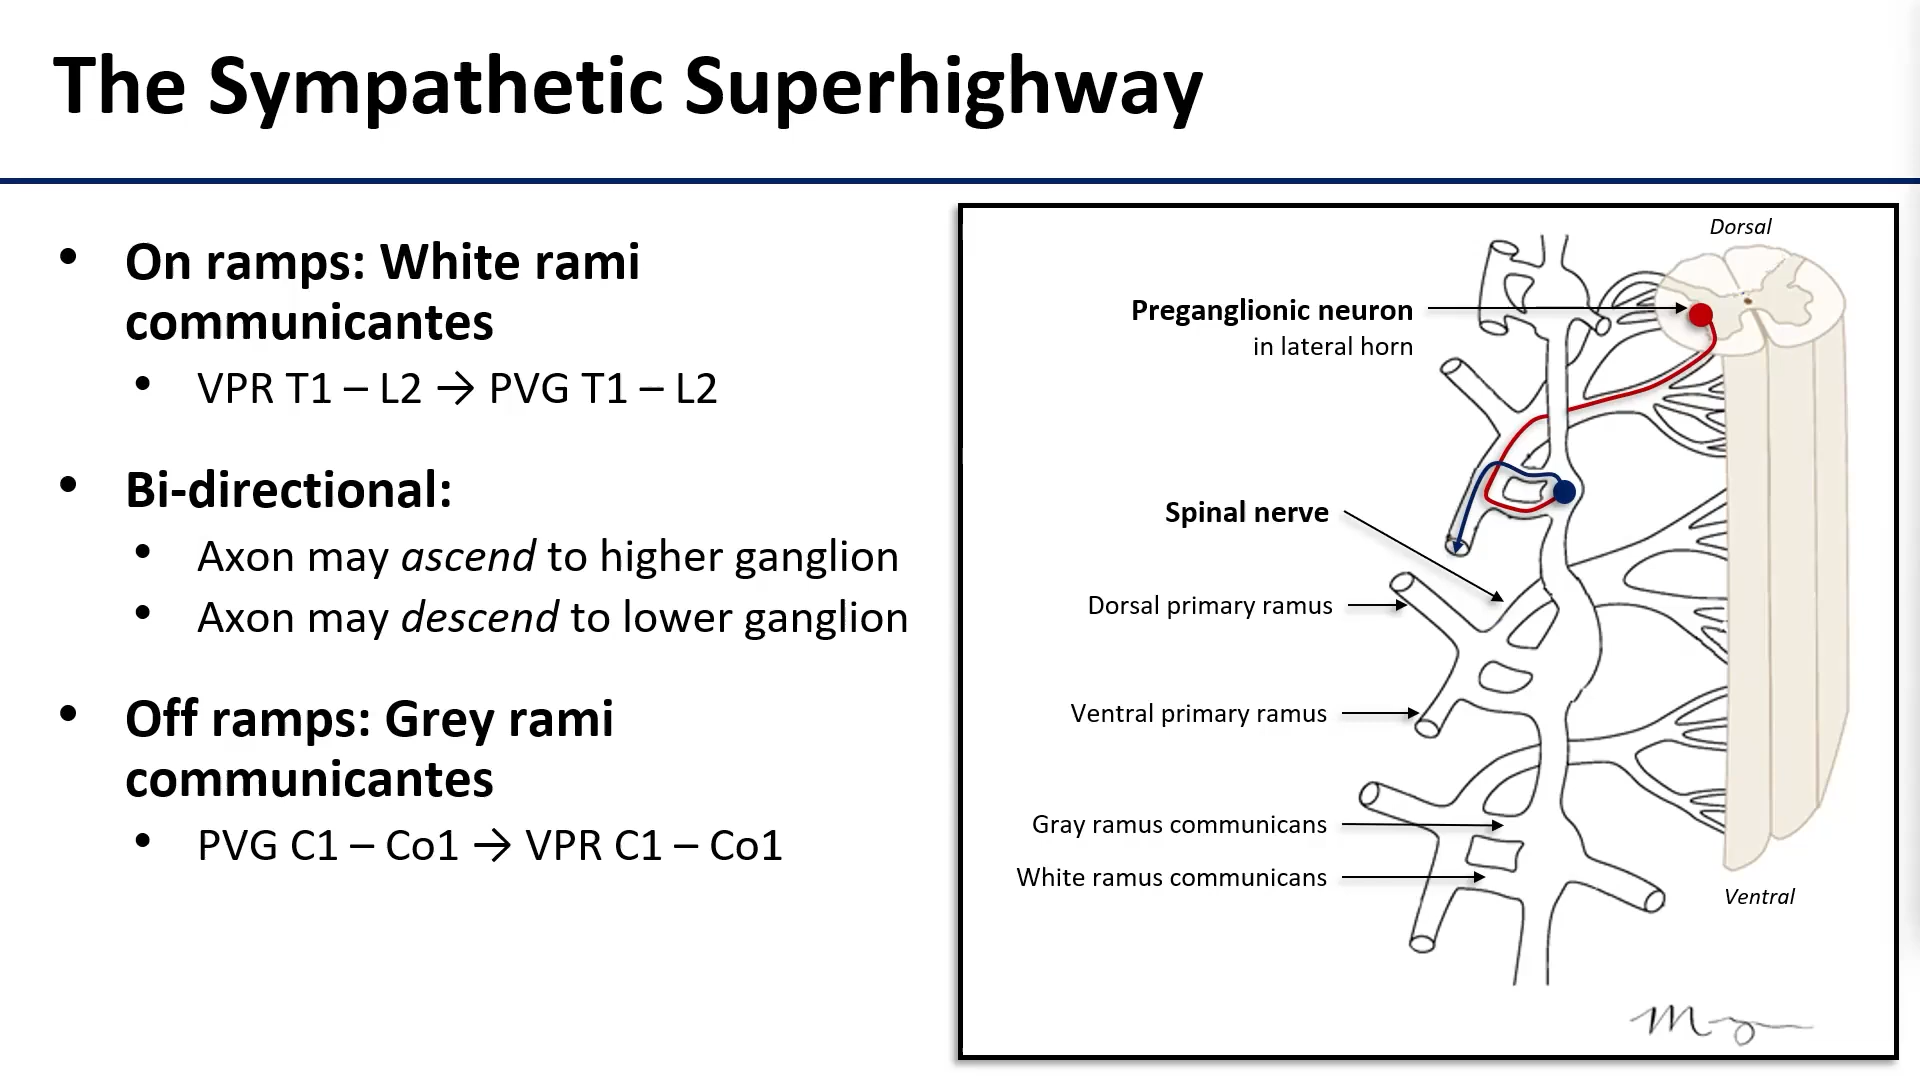 The Sympathetic Superhighway
• On ramps: White rami
communicantes
• VPR T1 – L2 → PVG T1 – L2
• Bi-directional:
• Axon may ascend to higher ganglion
• Axon may descend to lower ganglion
• Off ramps: Grey rami
communicantes
• PVG C1 – Co1 → VPR C1 – Co1
Dorsal
Preganglionic neuron
in lateral horn
Spinal nerve
Dorsal primary ramus
Ventral primary ramus
Gray ramus communicans
White ramus communicans
Ventral